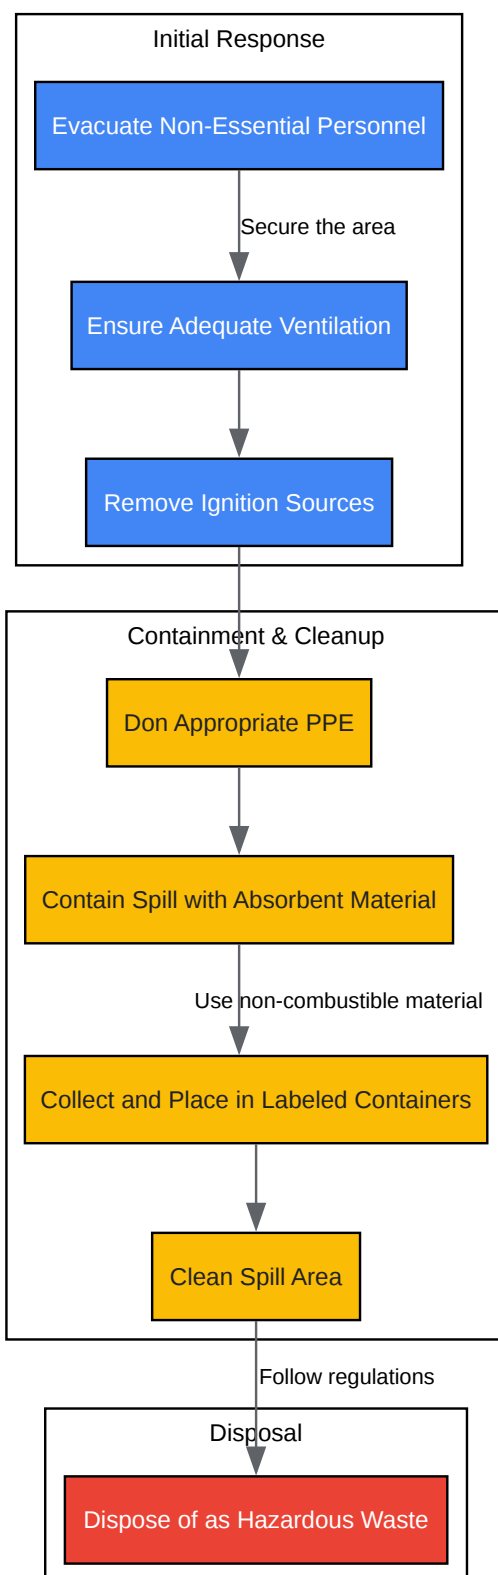 Initial Response
Evacuate Non-Essential Personnel
Secure the area
Ensure Adequate Ventilation
Remove Ignition Sources
Containment & Cleanup
Don Appropriate PPE
Contain Spill with Absorbent Material
Use non-combustible material
Collect and Place in Labeled Containers
Clean Spill Area
Follow regulations
Disposal
Dispose of as Hazardous Waste